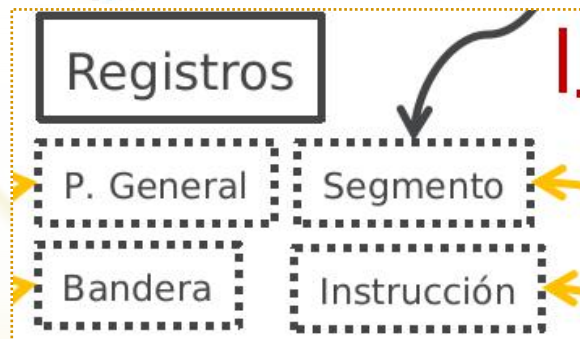 Registros
P. General
Segmento
Bandera
Instrucción